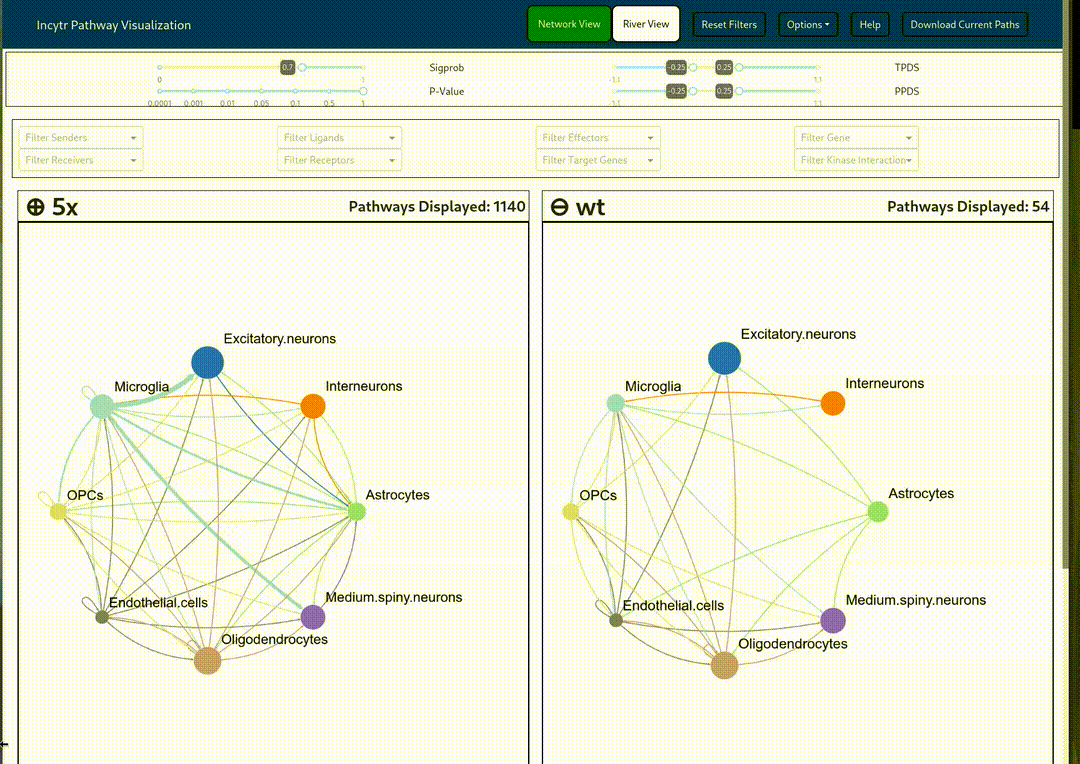 Incytr Pathway Visualization
Network View
River View
Reset Filters
Options
Help
Download Current Paths
0.7
0
1
Sigprob
-0.25
0.25
-1.1
1.1
TPDS
0.0001
0.001
0.01
0.05
0.1
0.5
1
P-Value
-0.25
0.25
-1.1
1.1
PPDS
Filter Senders
Filter Ligands
Filter Effectors
Filter Gene
Filter Receivers
Filter Receptors
Filter Target Genes
Filter Kinase Interaction
5x
Pathways Displayed: 1140
Excitatory.neurons
Microglia
Interneurons
OPCs
Astrocytes
Endothelial.cells
Medium.spiny.neurons
Oligodendrocytes
wt
Pathways Displayed: 54
Excitatory.neurons
Microglia
Interneurons
OPCs
Astrocytes
Endothelial.cells
Medium.spiny.neurons
Oligodendrocytes